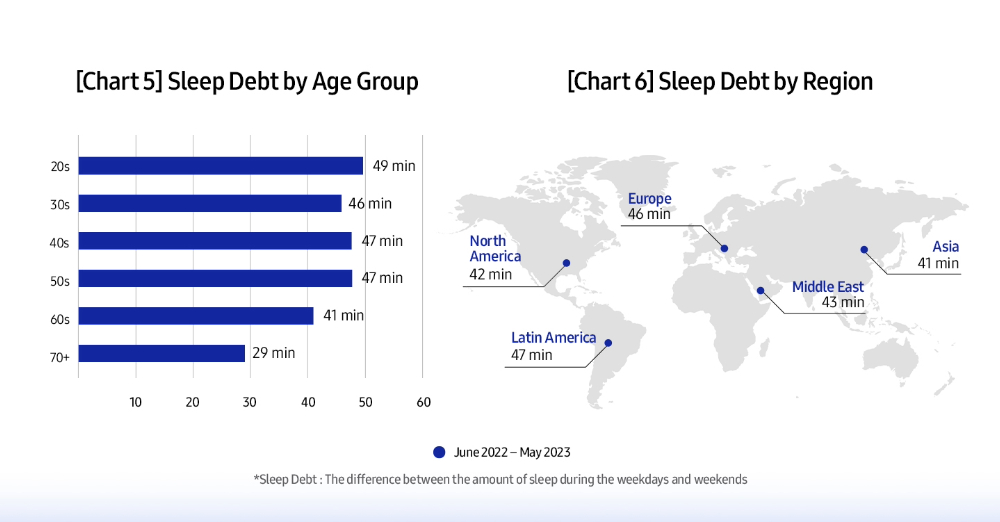 [Chart 5] Sleep Debt by Age Group
20s 49 min
30s 46 min
40s 47 min
50s 47 min
60s 41 min
70+ 29 min
10 20 30 40 50 60
[Chart 6] Sleep Debt by Region
Europe
46 min
North
America
42 min
Asia
41 min
Middle East
43 min
Latin America
47 min
June 2022 – May 2023
*Sleep Debt : The difference between the amount of sleep during the weekdays and weekends